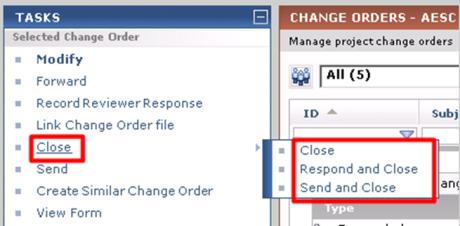 TASKS
Selected Change Order
Modify
Forward
Record Reviewer Response
Link Change Order file
Close
Send
Create Similar Change Order
View Form
CHANGE ORDERS - AESC
Manage project change orders
All (5)
ID Subj
Close
Respond and Close
Send and Close
Type